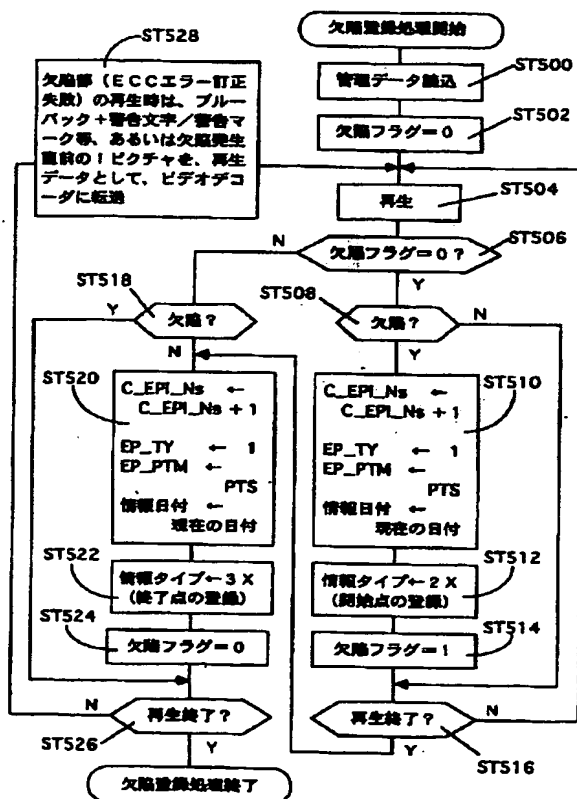 ST528
欠陥部(ECCエラー訂正
失敗)の再生時は、ブルー
バック+警告文字/警告マ
ーク等、あるいは欠陥発生
直前の!ピクチャを、再生
データとして、ビデオデコ
ーダに転送
欠陥登録処理開始
管理データ読込
ST500
欠陥フラグ=0
ST502
再生
ST504
欠陥フラグ=0?
ST506
N
Y
ST518
欠陥?
Y
N
ST508
欠陥?
N
Y
ST520
C_EPI_Ns ←
C_EPI_Ns + 1
EP_TY ← 1
EP_PTM ←
PTS
情報日付 ←
現在の日付
ST510
C_EPI_Ns ←
C_EPI_Ns + 1
EP_TY ← 1
EP_PTM ←
PTS
情報日付 ←
現在の日付
ST522
情報タイプ←3X
(終了点の登録)
ST512
情報タイプ←2X
(開始点の登録)
ST524
欠陥フラグ=0
ST514
欠陥フラグ=1
N
再生終了?
ST526
Y
再生終了?
N
Y
ST516
欠陥登録処理終了